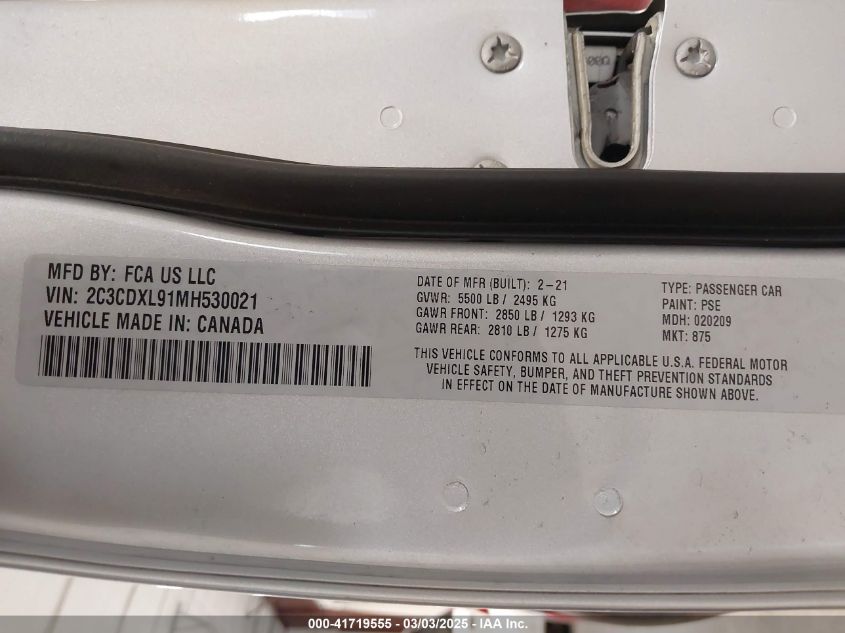 MFD BY: FCA US LLC
VIN: 2C3CDXL91MH530021
VEHICLE MADE IN: CANADA
DATE OF MFR (BUILT): 2-21
GVWR: 5500 LB / 2495 KG
GAWR FRONT: 2850 LB / 1293 KG
GAWR REAR: 2810 LB / 1275 KG
TYPE: PASSENGER CAR
PAINT: PSE
MDH: 020209
MKT: 875
THIS VEHICLE CONFORMS TO ALL APPLICABLE U.S.A. FEDERAL MOTOR
VEHICLE SAFETY, BUMPER, AND THEFT PREVENTION STANDARDS
IN EFFECT ON THE DATE OF MANUFACTURE SHOWN ABOVE.
000-41719555 - 03/03/2025 - IAA Inc.